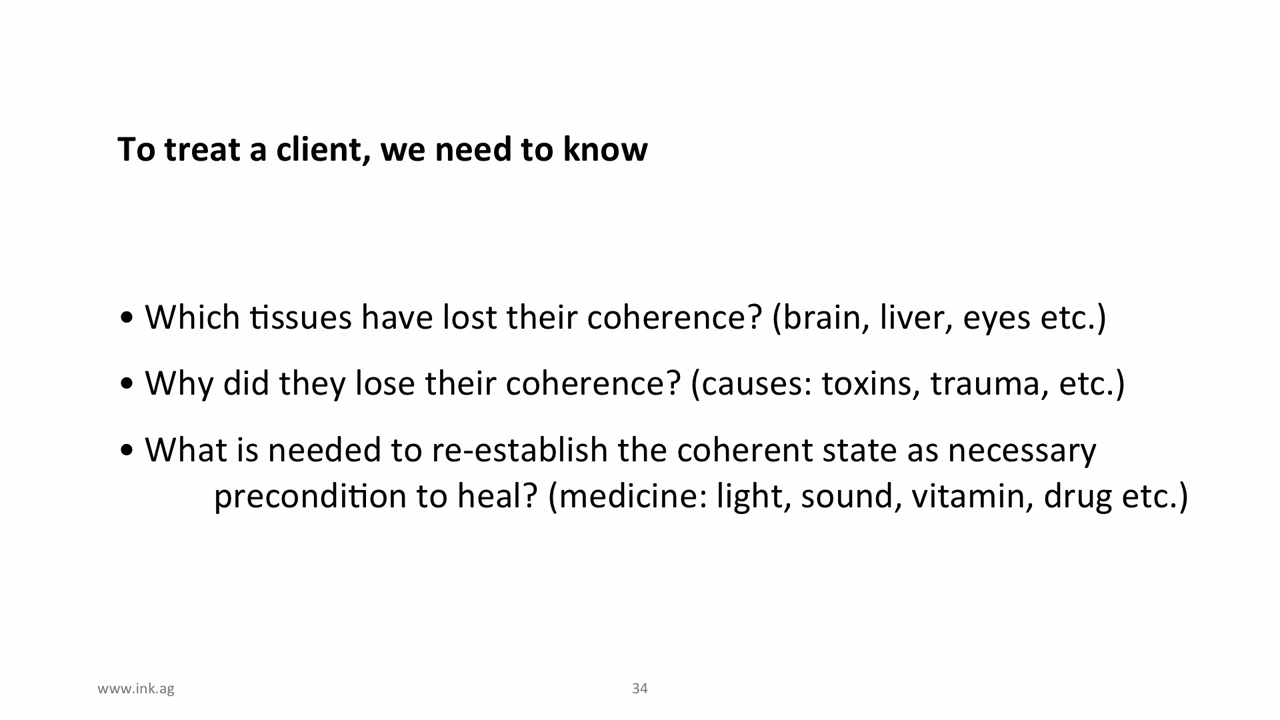 To treat a client, we need to know
• Which tissues have lost their coherence? (brain, liver, eyes etc.)
• Why did they lose their coherence? (causes: toxins, trauma, etc.)
• What is needed to re-establish the coherent state as necessary
precondition to heal? (medicine: light, sound, vitamin, drug etc.)
www.ink.ag
34